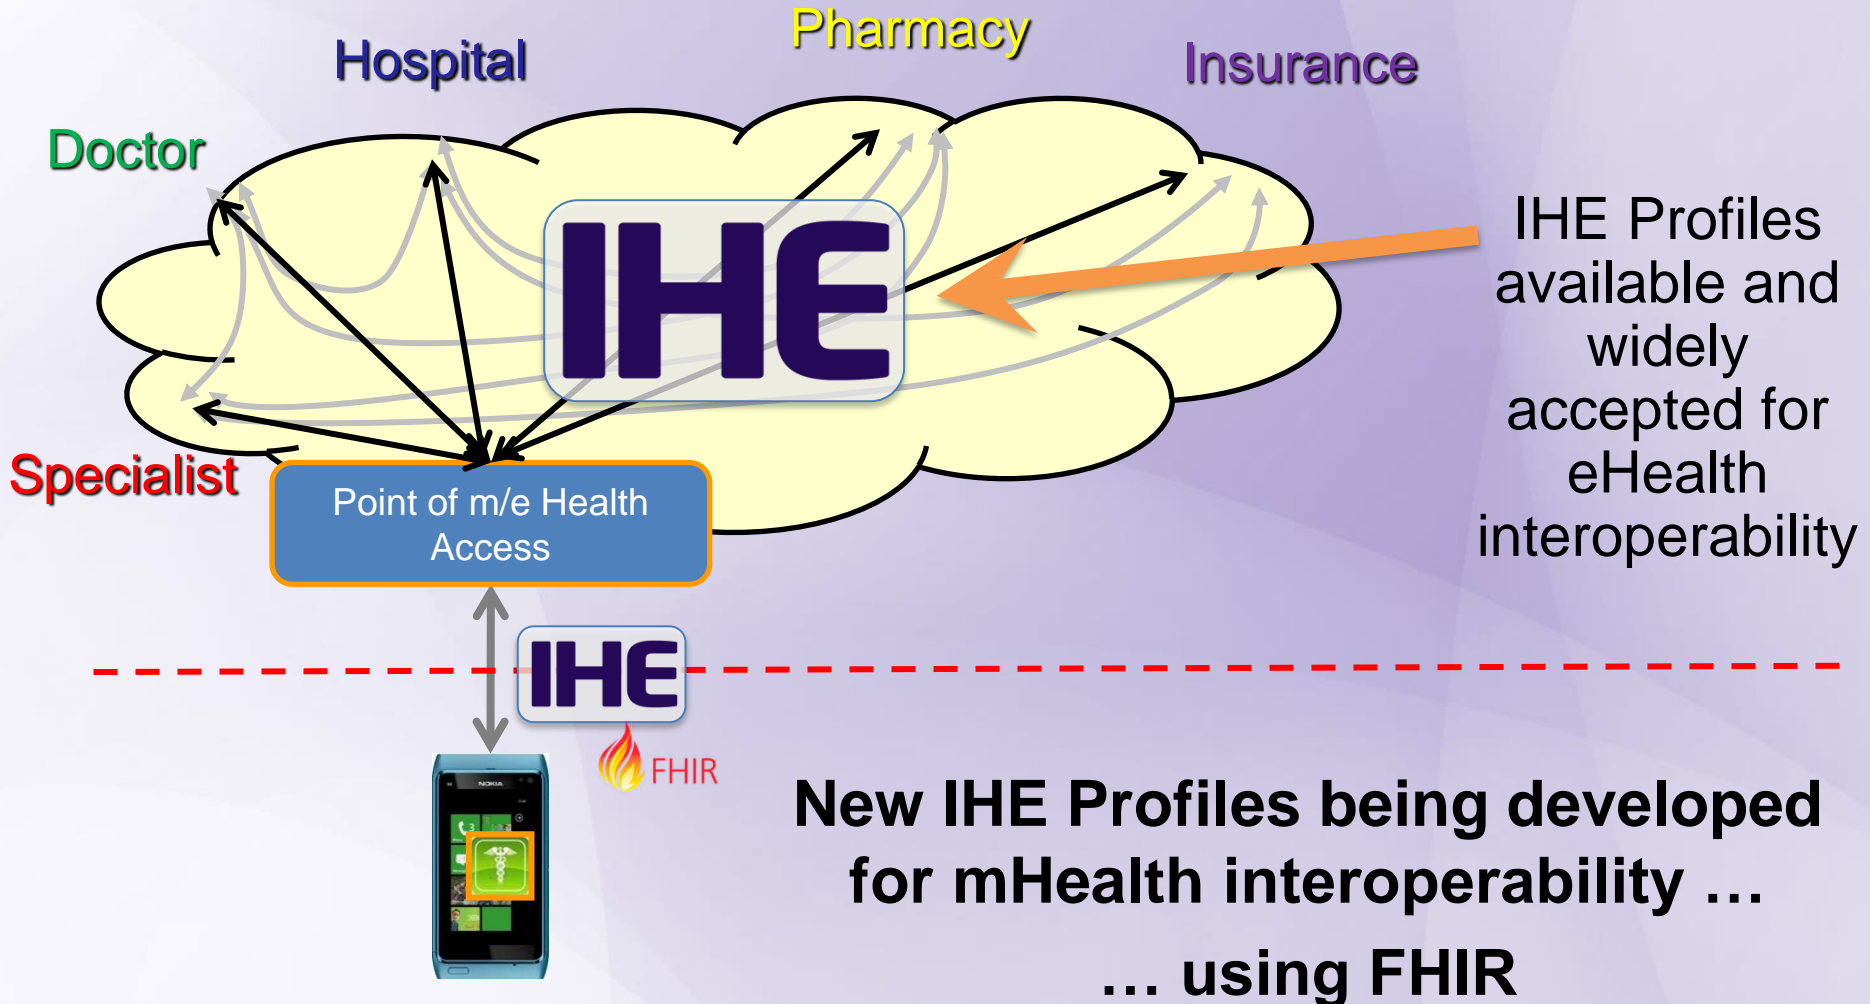 Pharmacy
Hospital
Insurance
Doctor
IHE
IHE Profiles
available and
widely
accepted for
eHealth
interoperability
Specialist
Point of m/e Health
Access
IHE
FHIR
NOKIA
New IHE Profiles being developed
for mHealth interoperability …
… using FHIR